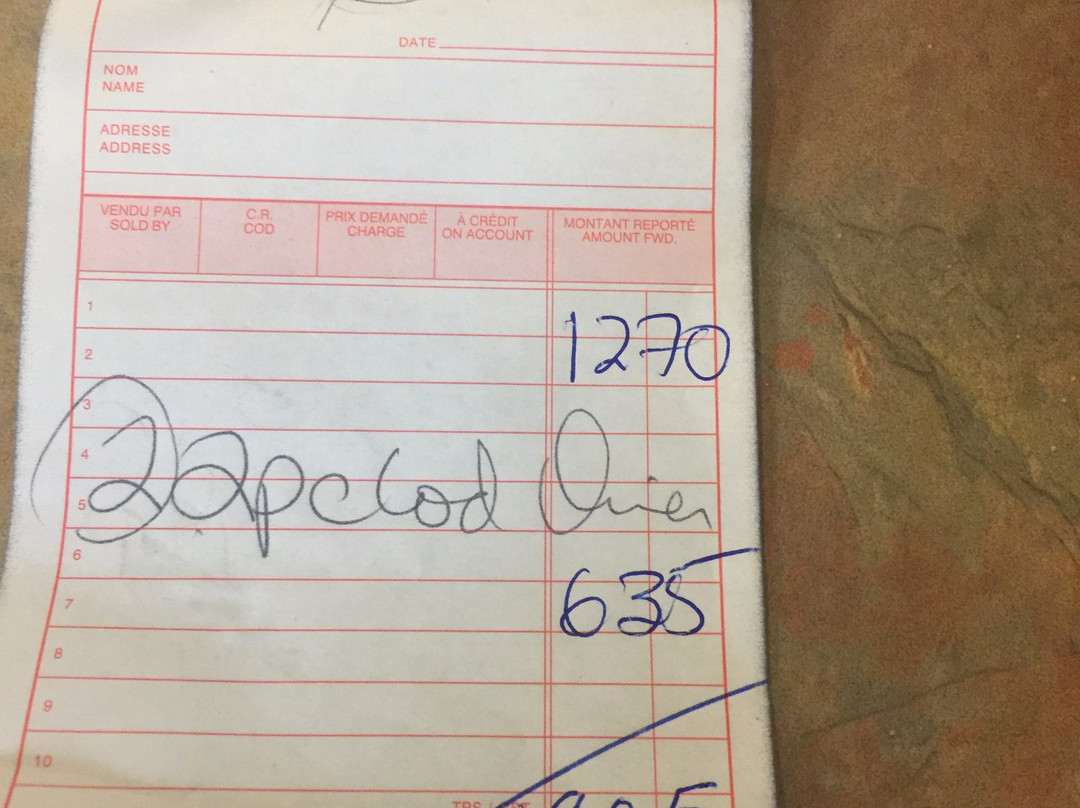 DATE
NOM
NAME
ADRESSE
ADDRESS
VENDU PAR
SOLD BY
C.R.
COD
PRIX DEMANDÉ
CHARGE
À CRÉDIT
ON ACCOUNT
MONTANT REPORTÉ
AMOUNT FWD.
1
1270
2
3
4
2 2pc cod
5
6
635
7
8
9
10